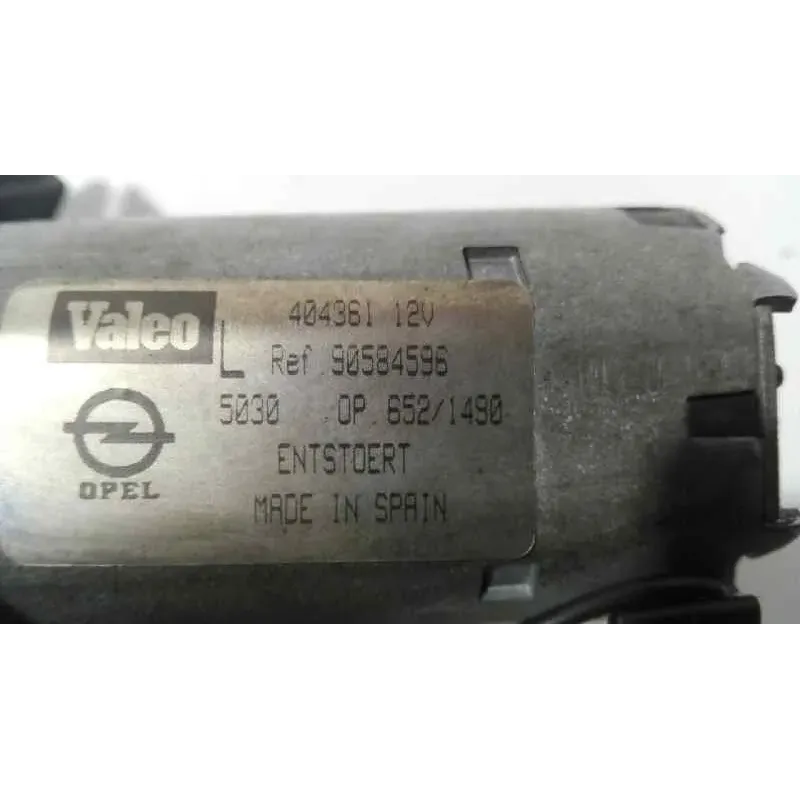 Valeo
404361 12V
L Ref. 90584596
5030 OP. 652/1490
OPEL
ENTSTOERT
MADE IN SPAIN